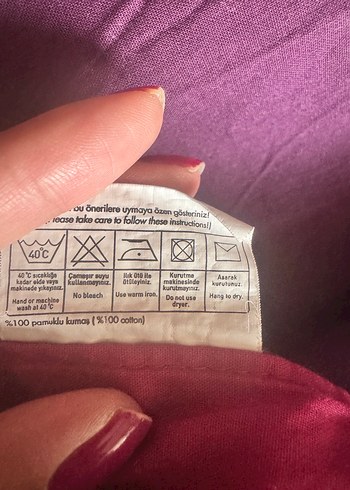 bu önerilere uymaya özen gösteriniz!
lease take care to follow these instructions!)
40°C
40 °C sıcaklığa
kadar elde veya
makinede yıkayınız.
Hand or machine
wash at 40 °C
Çamaşır suyu
kullanmayınız.
No bleach
Ilık ütü ile
ütüleyiniz.
Use warm iron.
Kurutma
makinesinde
kurutmayınız.
Do not use
dryer.
Asarak
kurutunuz
Hang to dry.
%100 pamuklu kumaş ( %100 cotton)